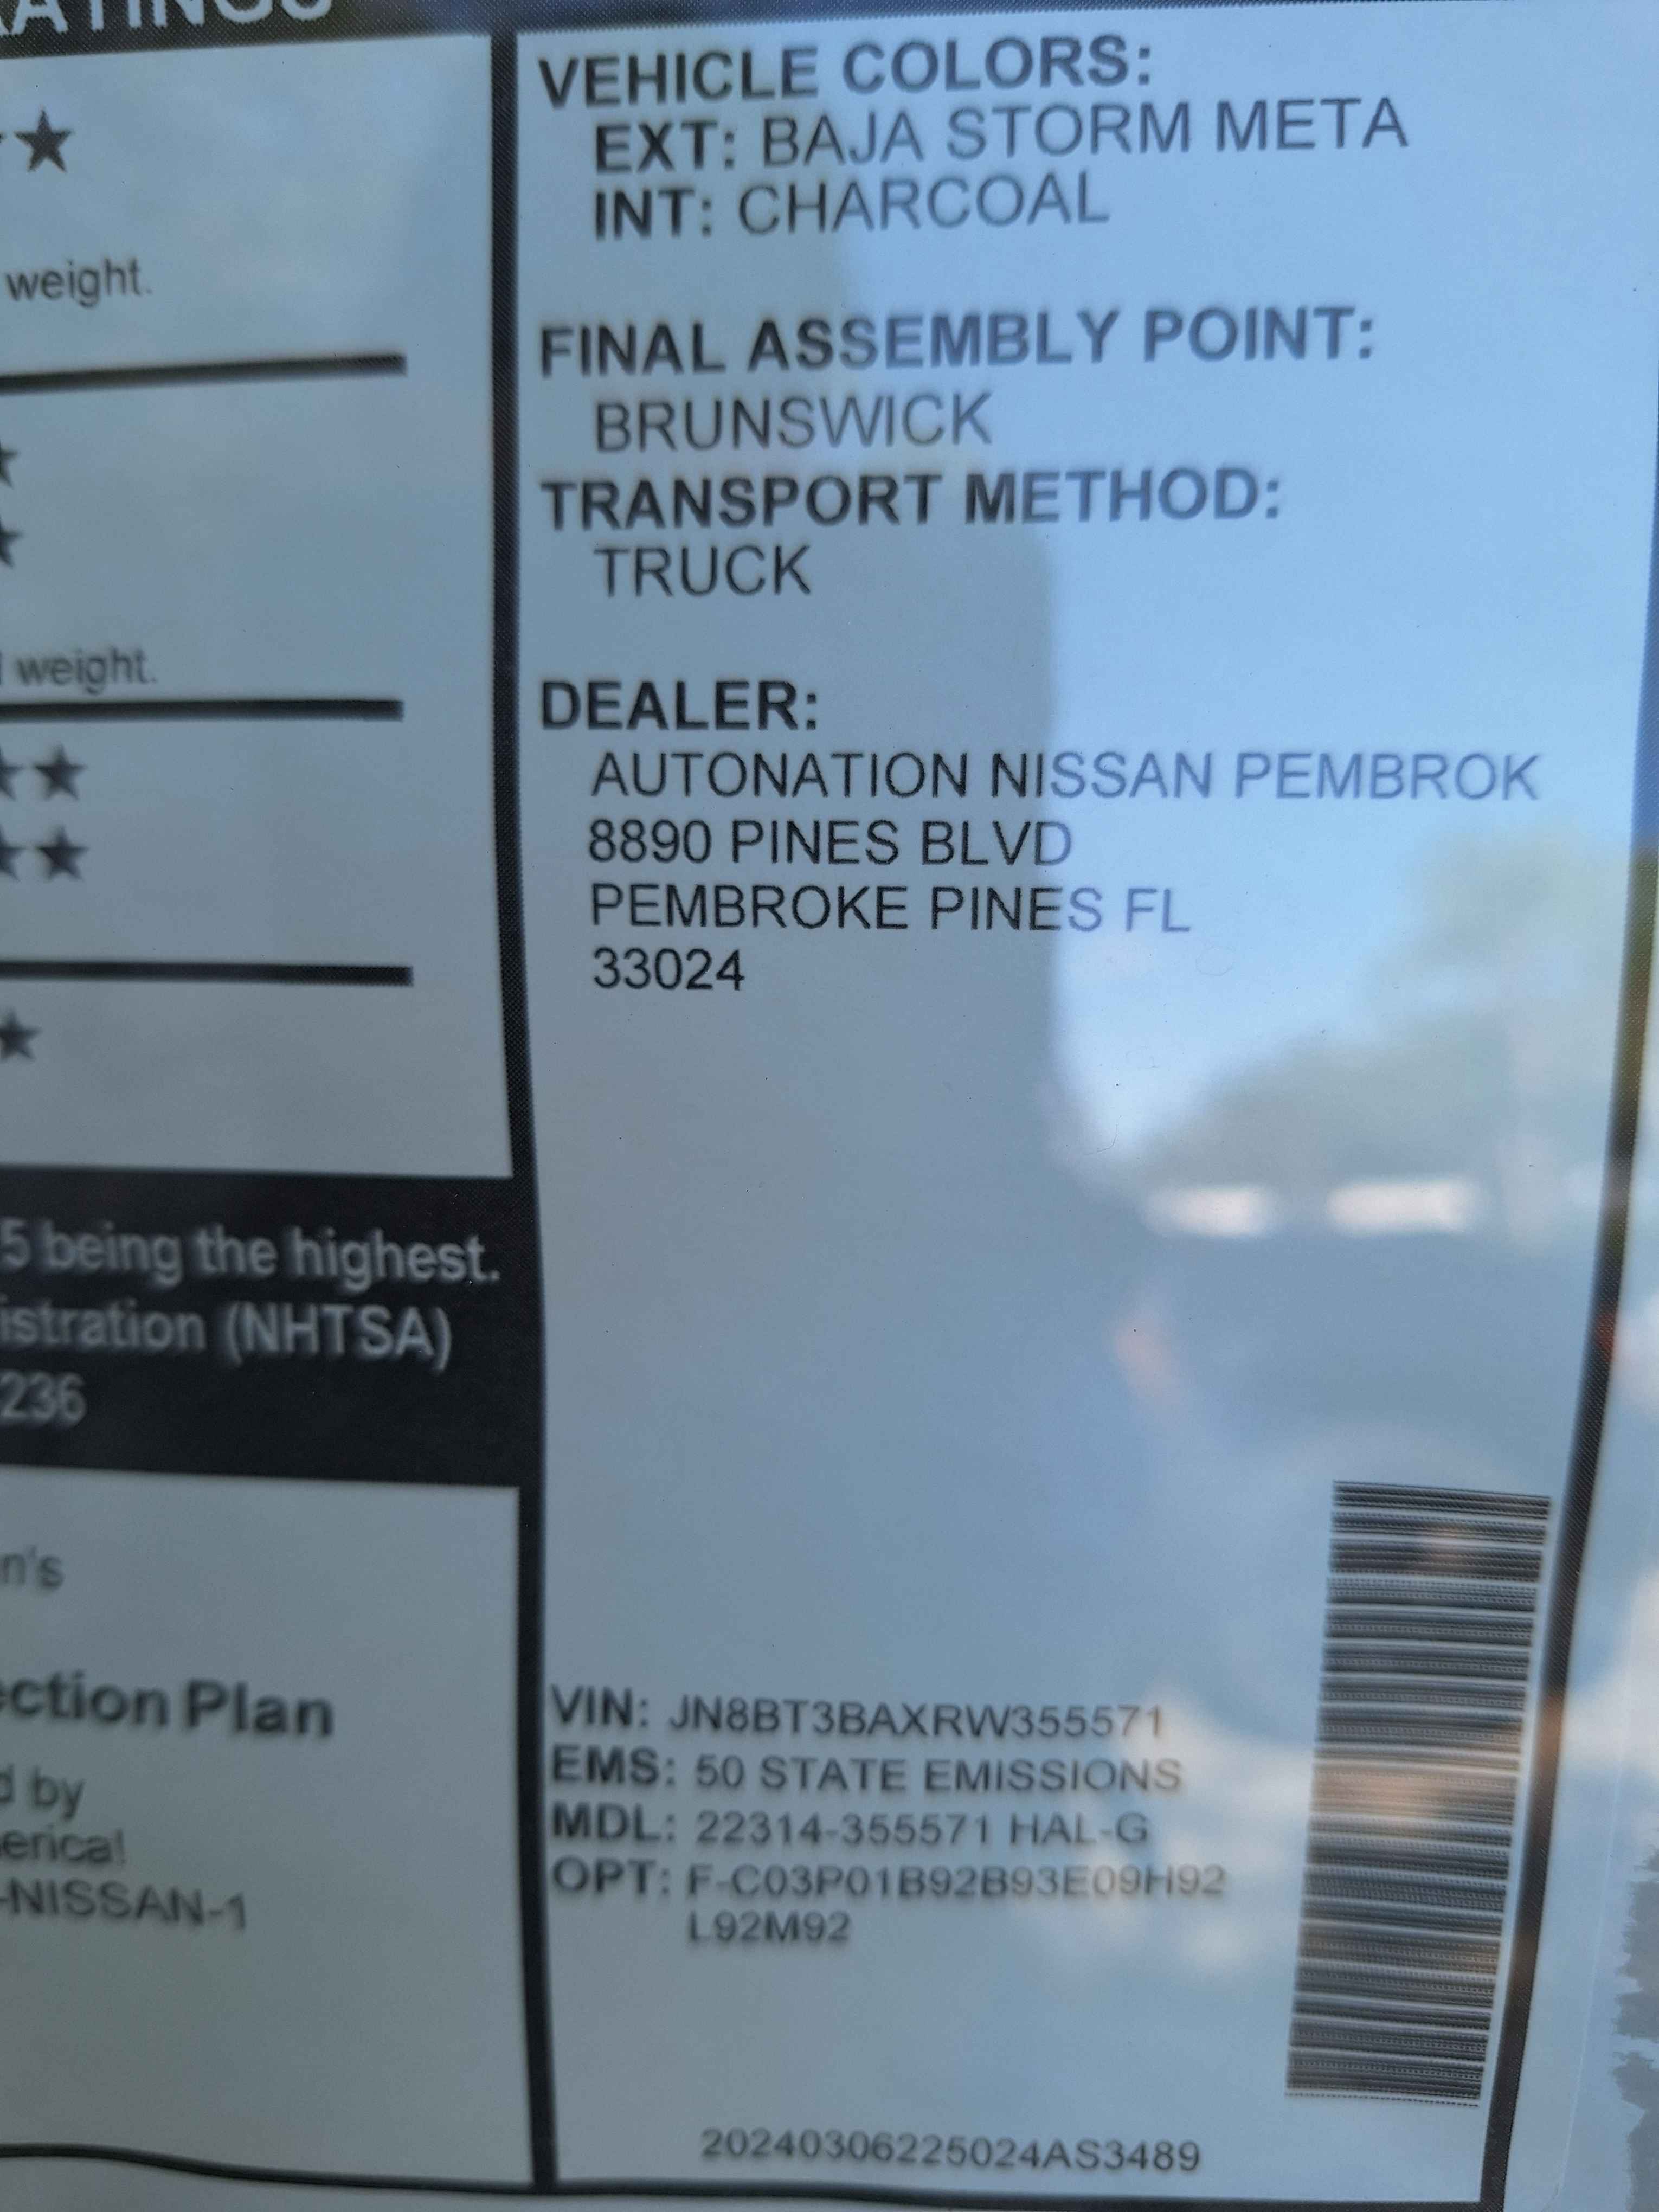 VEHICLE COLORS:
EXT: BAJA STORM META
INT: CHARCOAL
FINAL ASSEMBLY POINT:
BRUNSWICK
TRANSPORT METHOD:
TRUCK
DEALER:
AUTONATION NISSAN PEMBROK
8890 PINES BLVD
PEMBROKE PINES FL
33024
VIN: JN8BT3BAXRW355571
EMS: 50 STATE EMISSIONS
MDL: 22314-355571 HAL-G
OPT: F-C03P01B92B93E09H92
L92M92
20240306225024AS3489
weight.
weight.
5 being the highest.
istration (NHTSA)
236
n's
ction Plan
d by
erica!
-NISSAN-1